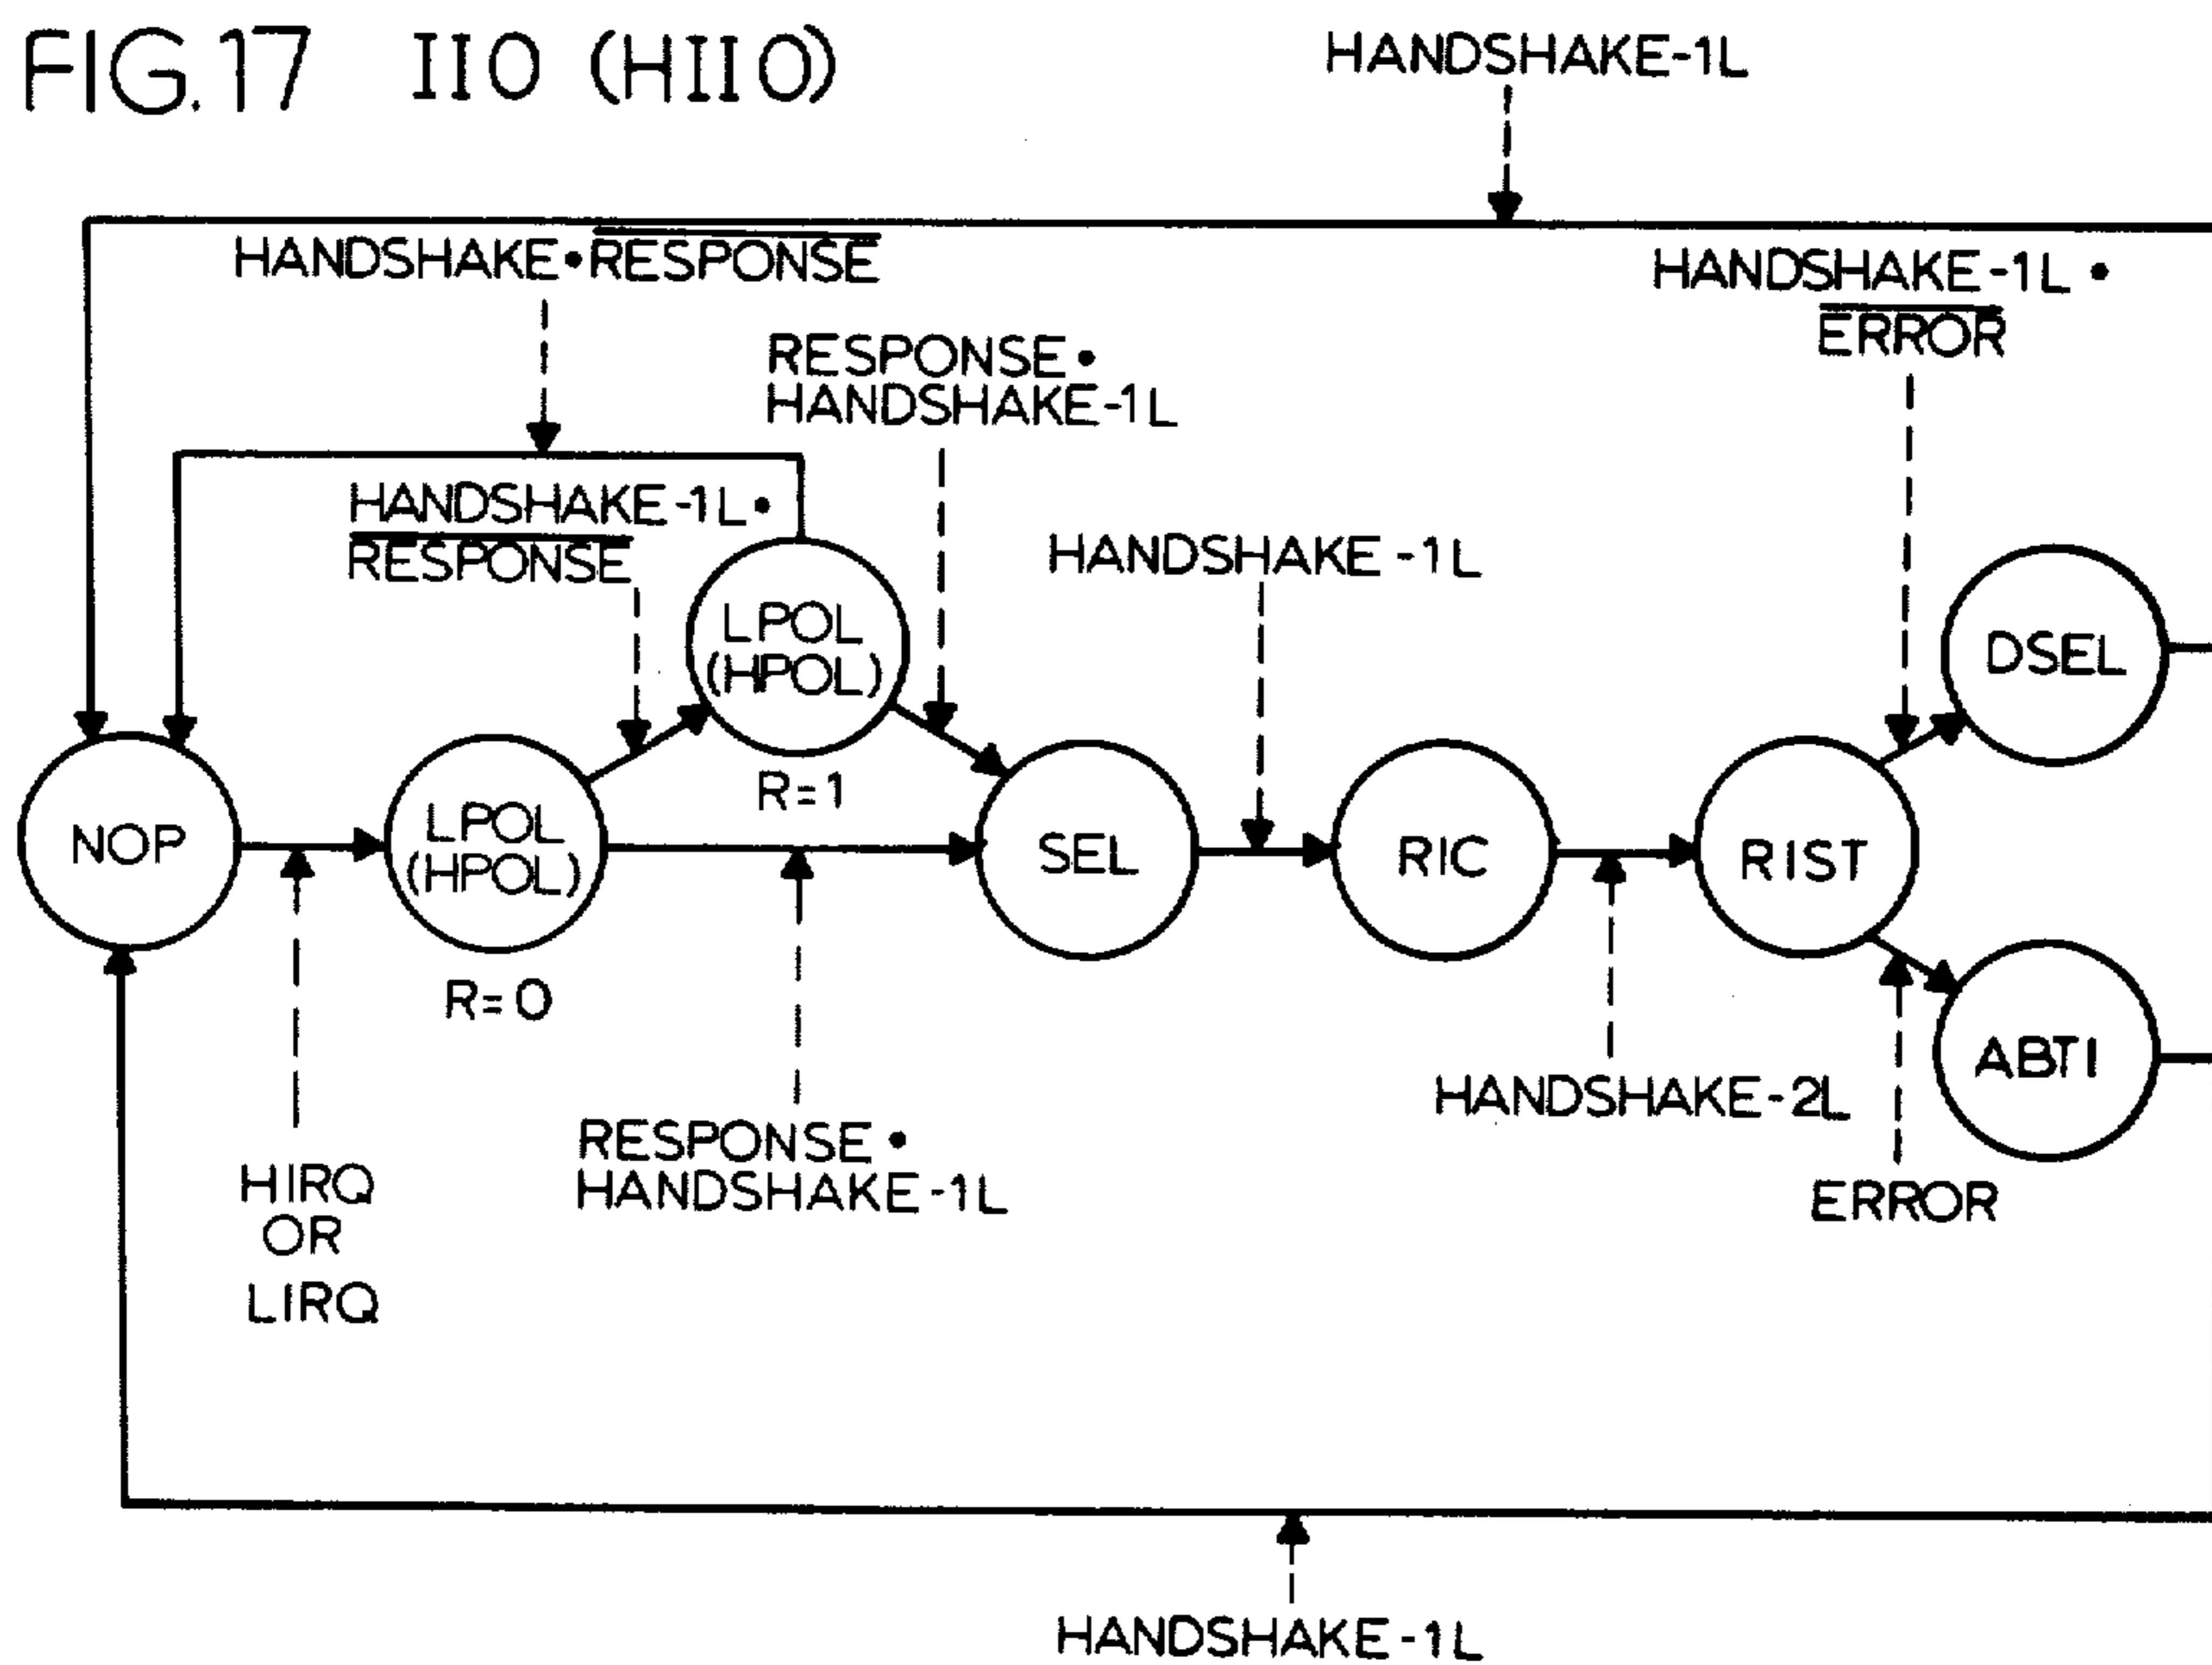 FIG.17 IIO (HIIO)
HANDSHAKE-1L
HANDSHAKE•RESPONSE
HANDSHAKE-1L •
ERROR
RESPONSE •
HANDSHAKE-1L
HANDSHAKE-1L•
RESPONSE
HANDSHAKE-1L
LPOL
(HPOL)
R=1
DSEL
NOP
LPOL
(HPOL)
R=0
SEL
RIC
RIST
ABTI
HANDSHAKE-2L
RESPONSE •
HANDSHAKE-1L
HIRQ
OR
LIRQ
ERROR
HANDSHAKE-1L